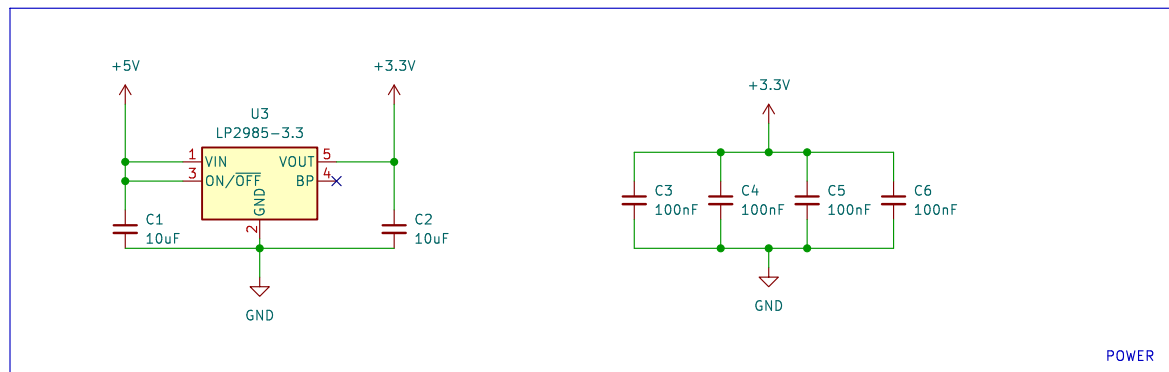 +5V
+3.3V
U3
LP2985-3.3
1
VIN
VOUT
5
3
ON/OFF
BP
4
GND
2
C1
10uF
C2
10uF
GND
+3.3V
C3
100nF
C4
100nF
C5
100nF
C6
100nF
GND
POWER